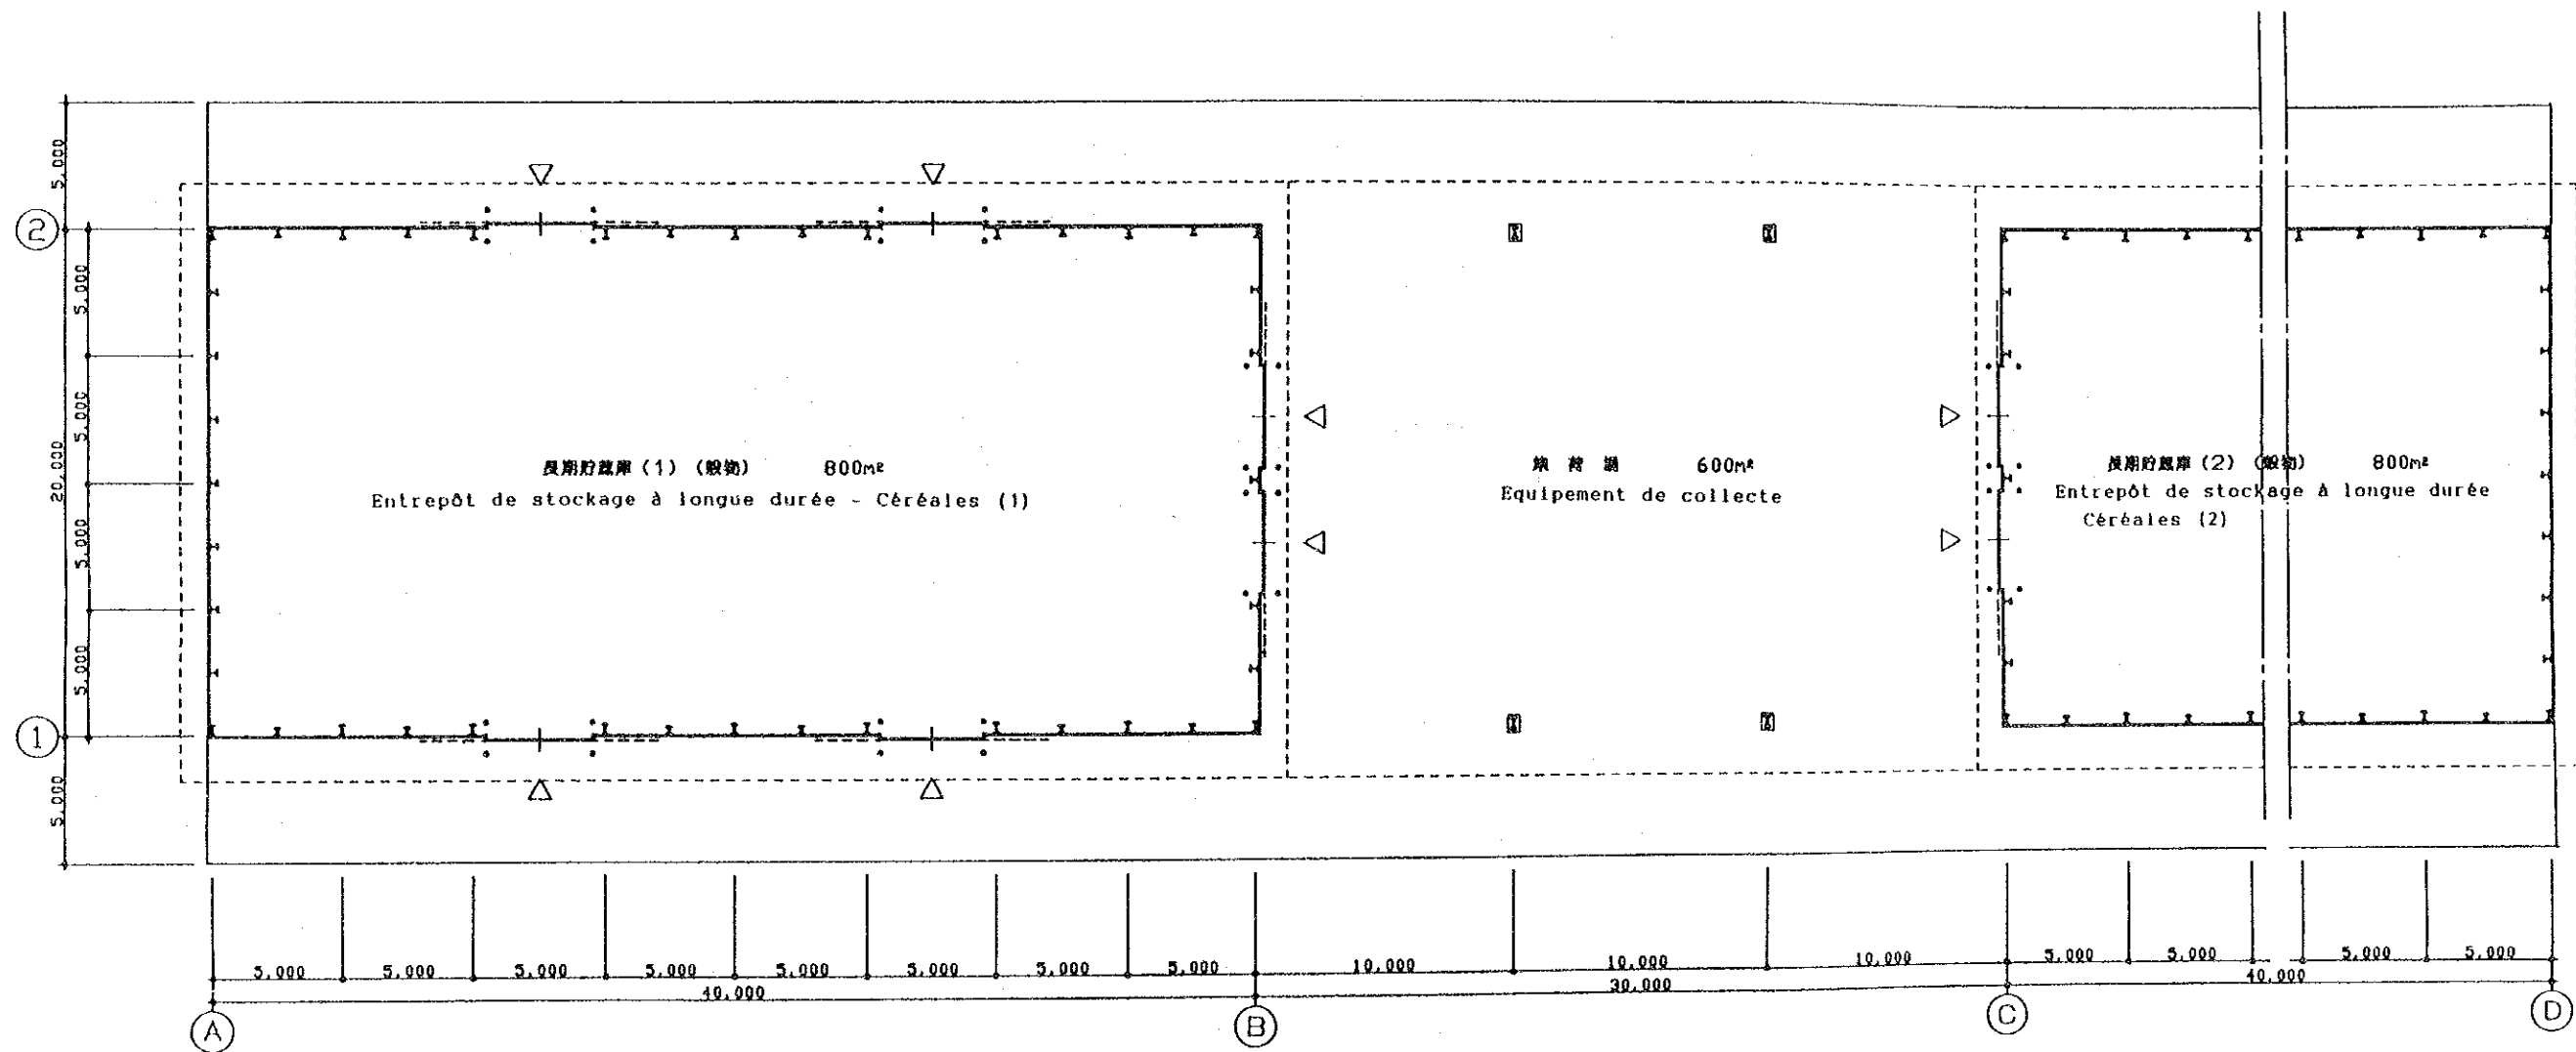 5,000
②
5,000
5,000
20,000
5,000
5,000
①
5,000
長期貯蔵庫 (1) (穀物) 800m²
Entrepôt de stockage à longue durée - Céréales (1)
600m²
Equipement de collecte
長期貯蔵庫 (2) (穀物) 800m²
Entrepôt de stockage à longue durée
Céréales (2)
5,000 5,000 5,000 5,000 5,000 5,000 5,000 5,000 10,000 10,000 10,000 5,000 5,000 5,000 5,000
40,000 30,000 40,000
A B C D